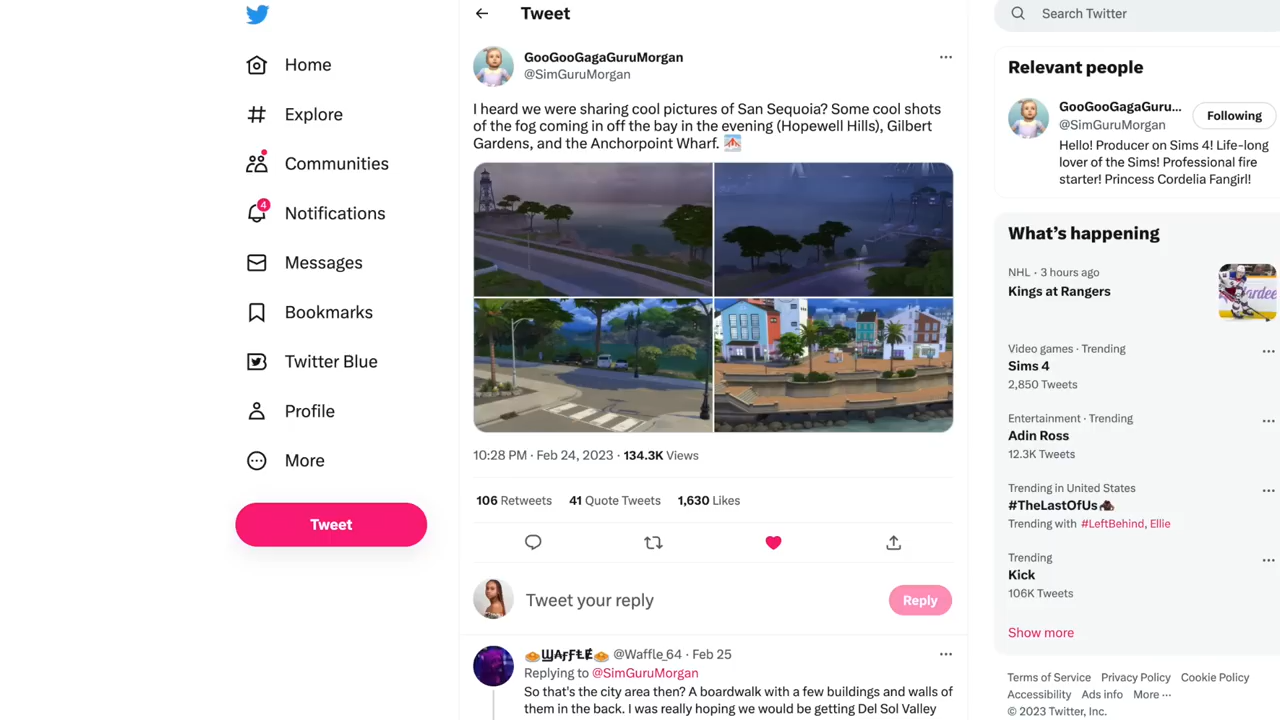 Home
Explore
Communities
4
Notifications
Messages
Bookmarks
Twitter Blue
Profile
More
Tweet
Tweet
GooGooGagaGuruMorgan
@SimGuruMorgan
I heard we were sharing cool pictures of San Sequoia? Some cool shots
of the fog coming in off the bay in the evening (Hopewell Hills), Gilbert
Gardens, and the Anchorpoint Wharf.
10:28 PM · Feb 24, 2023 · 134.3K Views
106 Retweets 41 Quote Tweets 1,630 Likes
Tweet your reply
Reply
@Waffle_64 · Feb 25
Replying to @SimGuruMorgan
So that's the city area then? A boardwalk with a few buildings and walls of
them in the back. I was really hoping we would be getting Del Sol Valley
Search Twitter
Relevant people
GooGooGagaGuru...
@SimGuruMorgan
Following
Hello! Producer on Sims 4! Life-long
lover of the Sims! Professional fire
starter! Princess Cordelia Fangirl!
What's happening
NHL · 3 hours ago
Kings at Rangers
Video games · Trending
Sims 4
2,850 Tweets
Entertainment · Trending
Adin Ross
12.3K Tweets
Trending in United States
#TheLastOfUs
Trending with #LeftBehind, Ellie
Trending
Kick
106K Tweets
Show more
Terms of Service Privacy Policy Cookie Policy
Accessibility Ads info More ···
© 2023 Twitter, Inc.